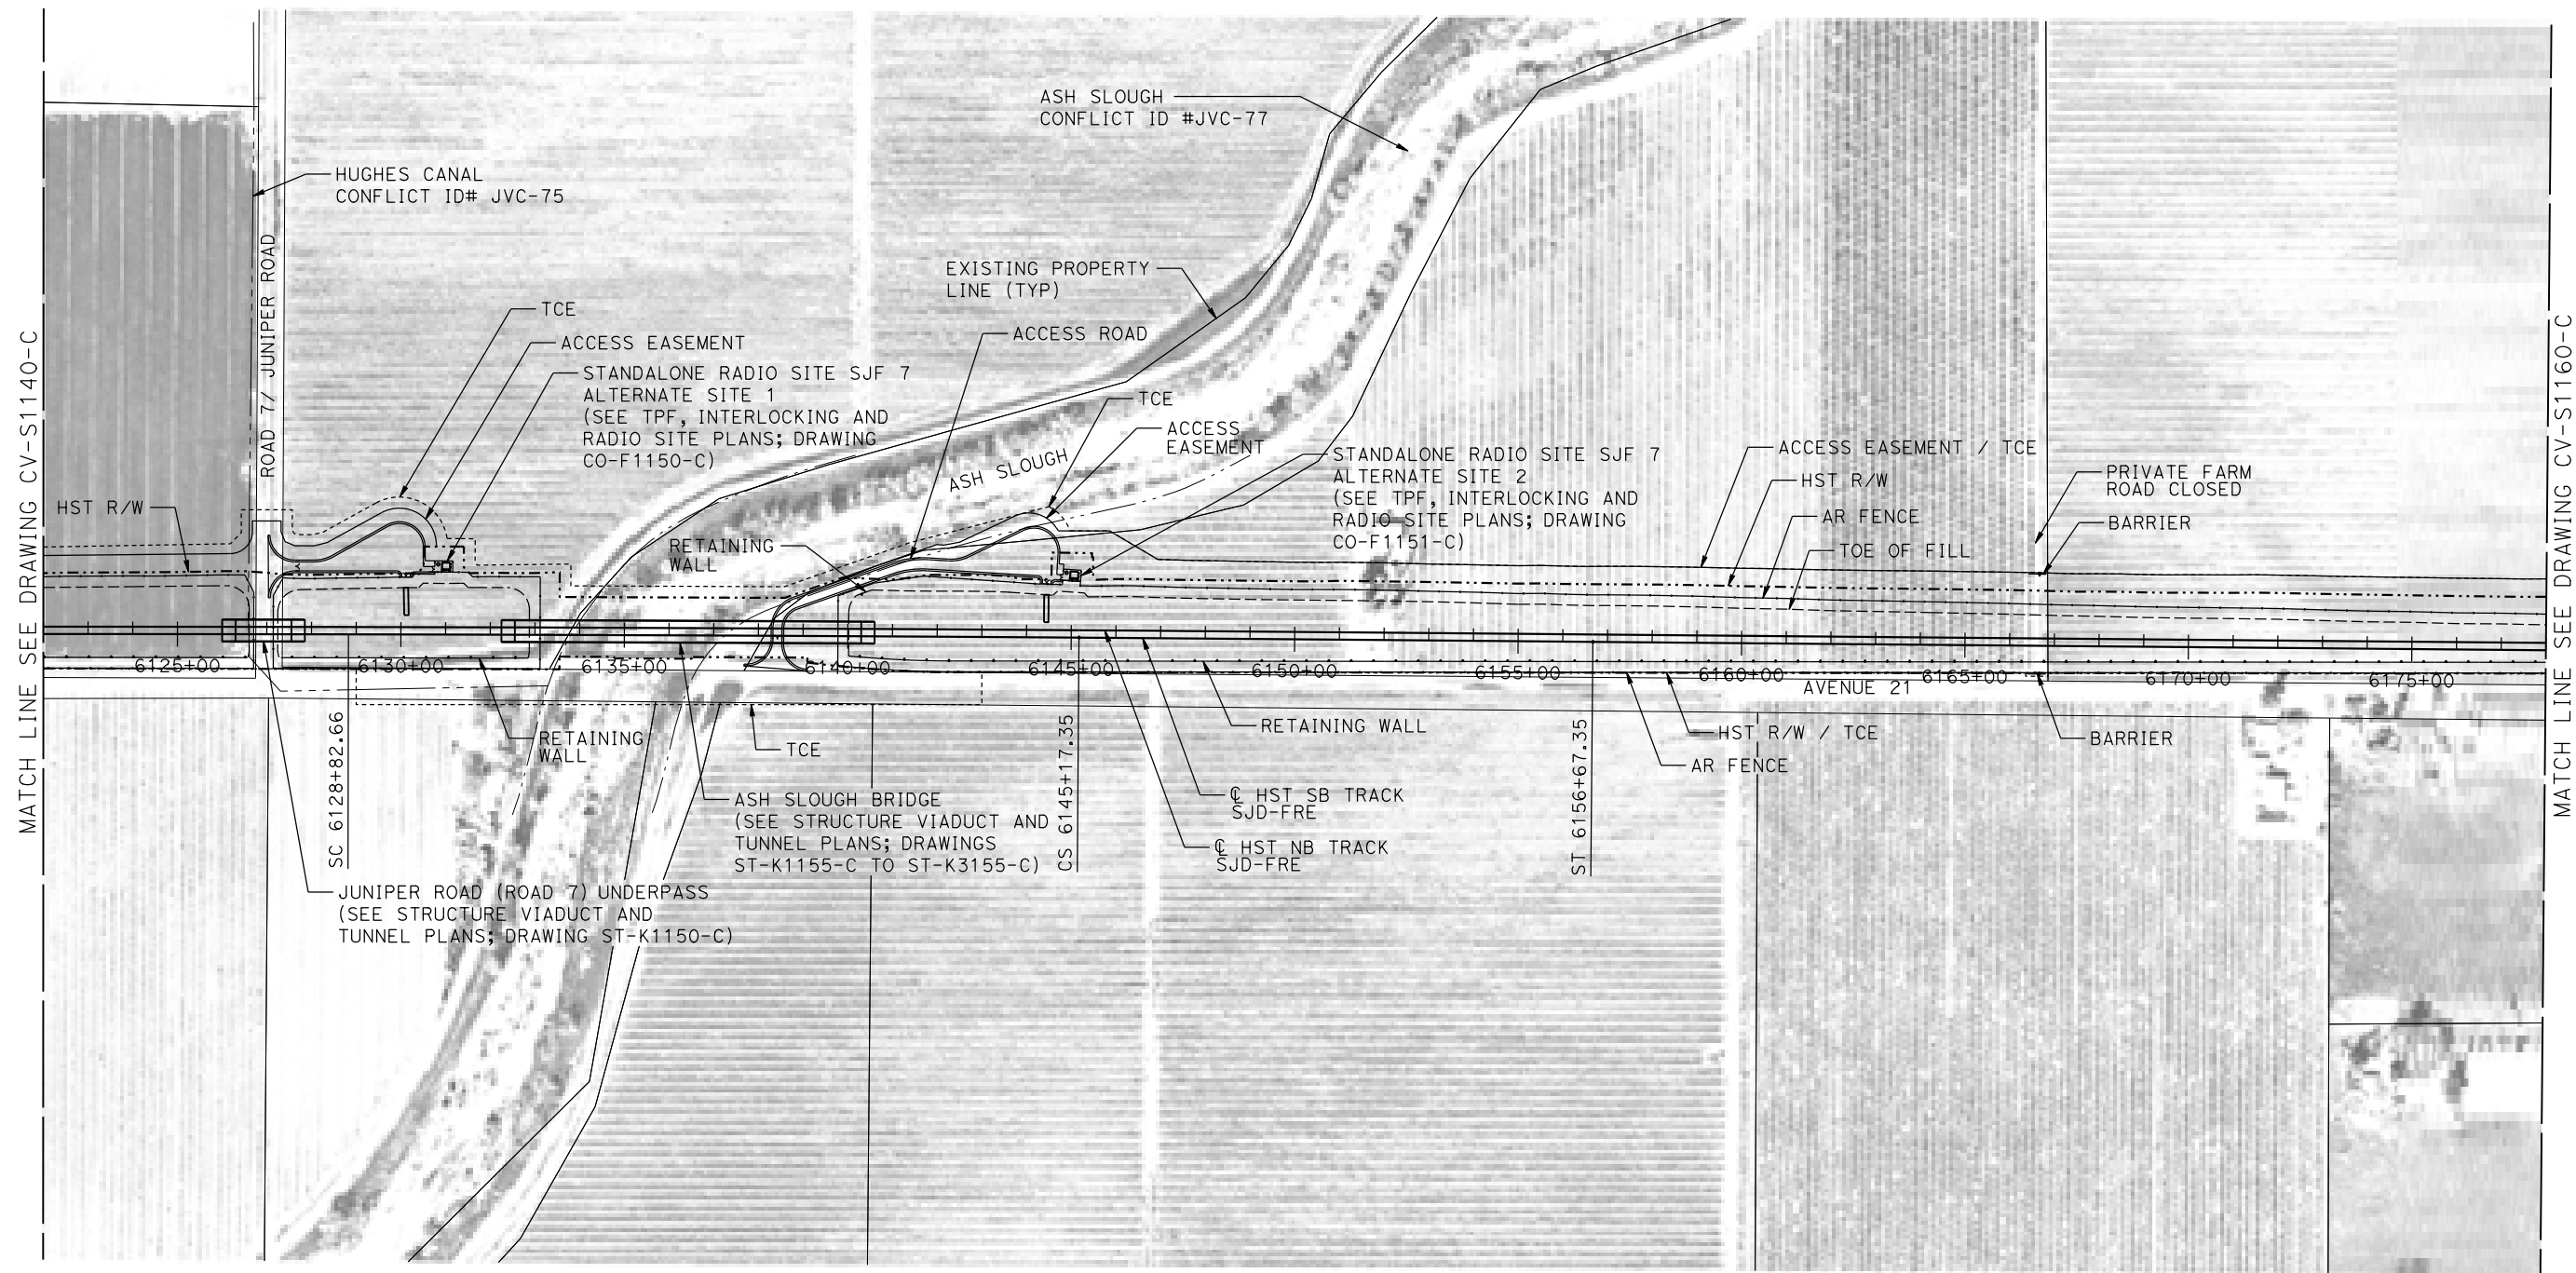 ASH SLOUGH
CONFLICT ID #JVC-77
HUGHES CANAL
CONFLICT ID# JVC-75
ROAD 7/ JUNIPER ROAD
EXISTING PROPERTY
LINE (TYP)
TCE
ACCESS ROAD
ACCESS EASEMENT
STANDALONE RADIO SITE SJF 7
ALTERNATE SITE 1
(SEE TPF, INTERLOCKING AND
RADIO SITE PLANS; DRAWING
CO-F1150-C)
TCE
ACCESS
EASEMENT
ASH SLOUGH
STANDALONE RADIO SITE SJF 7
ALTERNATE SITE 2
(SEE TPF, INTERLOCKING AND
RADIO SITE PLANS; DRAWING
CO-F1151-C)
ACCESS EASEMENT / TCE
HST R/W
AR FENCE
TOE OF FILL
PRIVATE FARM
ROAD CLOSED
BARRIER
HST R/W
RETAINING
WALL
MATCH LINE SEE DRAWING CV-S1140-C
MATCH LINE SEE DRAWING CV-S1160-C
6125+00
6130+00
6135+00
6140+00
6145+00
6150+00
6155+00
6160+00
6165+00
6170+00
6175+00
AVENUE 21
SC 6128+82.66
RETAINING
WALL
TCE
CS 6145+17.35
RETAINING WALL
ST 6156+67.35
HST R/W / TCE
AR FENCE
BARRIER
ASH SLOUGH BRIDGE
(SEE STRUCTURE VIADUCT AND
TUNNEL PLANS; DRAWINGS
ST-K1155-C TO ST-K3155-C)
℄ HST SB TRACK
SJD-FRE
℄ HST NB TRACK
SJD-FRE
JUNIPER ROAD (ROAD 7) UNDERPASS
(SEE STRUCTURE VIADUCT AND
TUNNEL PLANS; DRAWING ST-K1150-C)